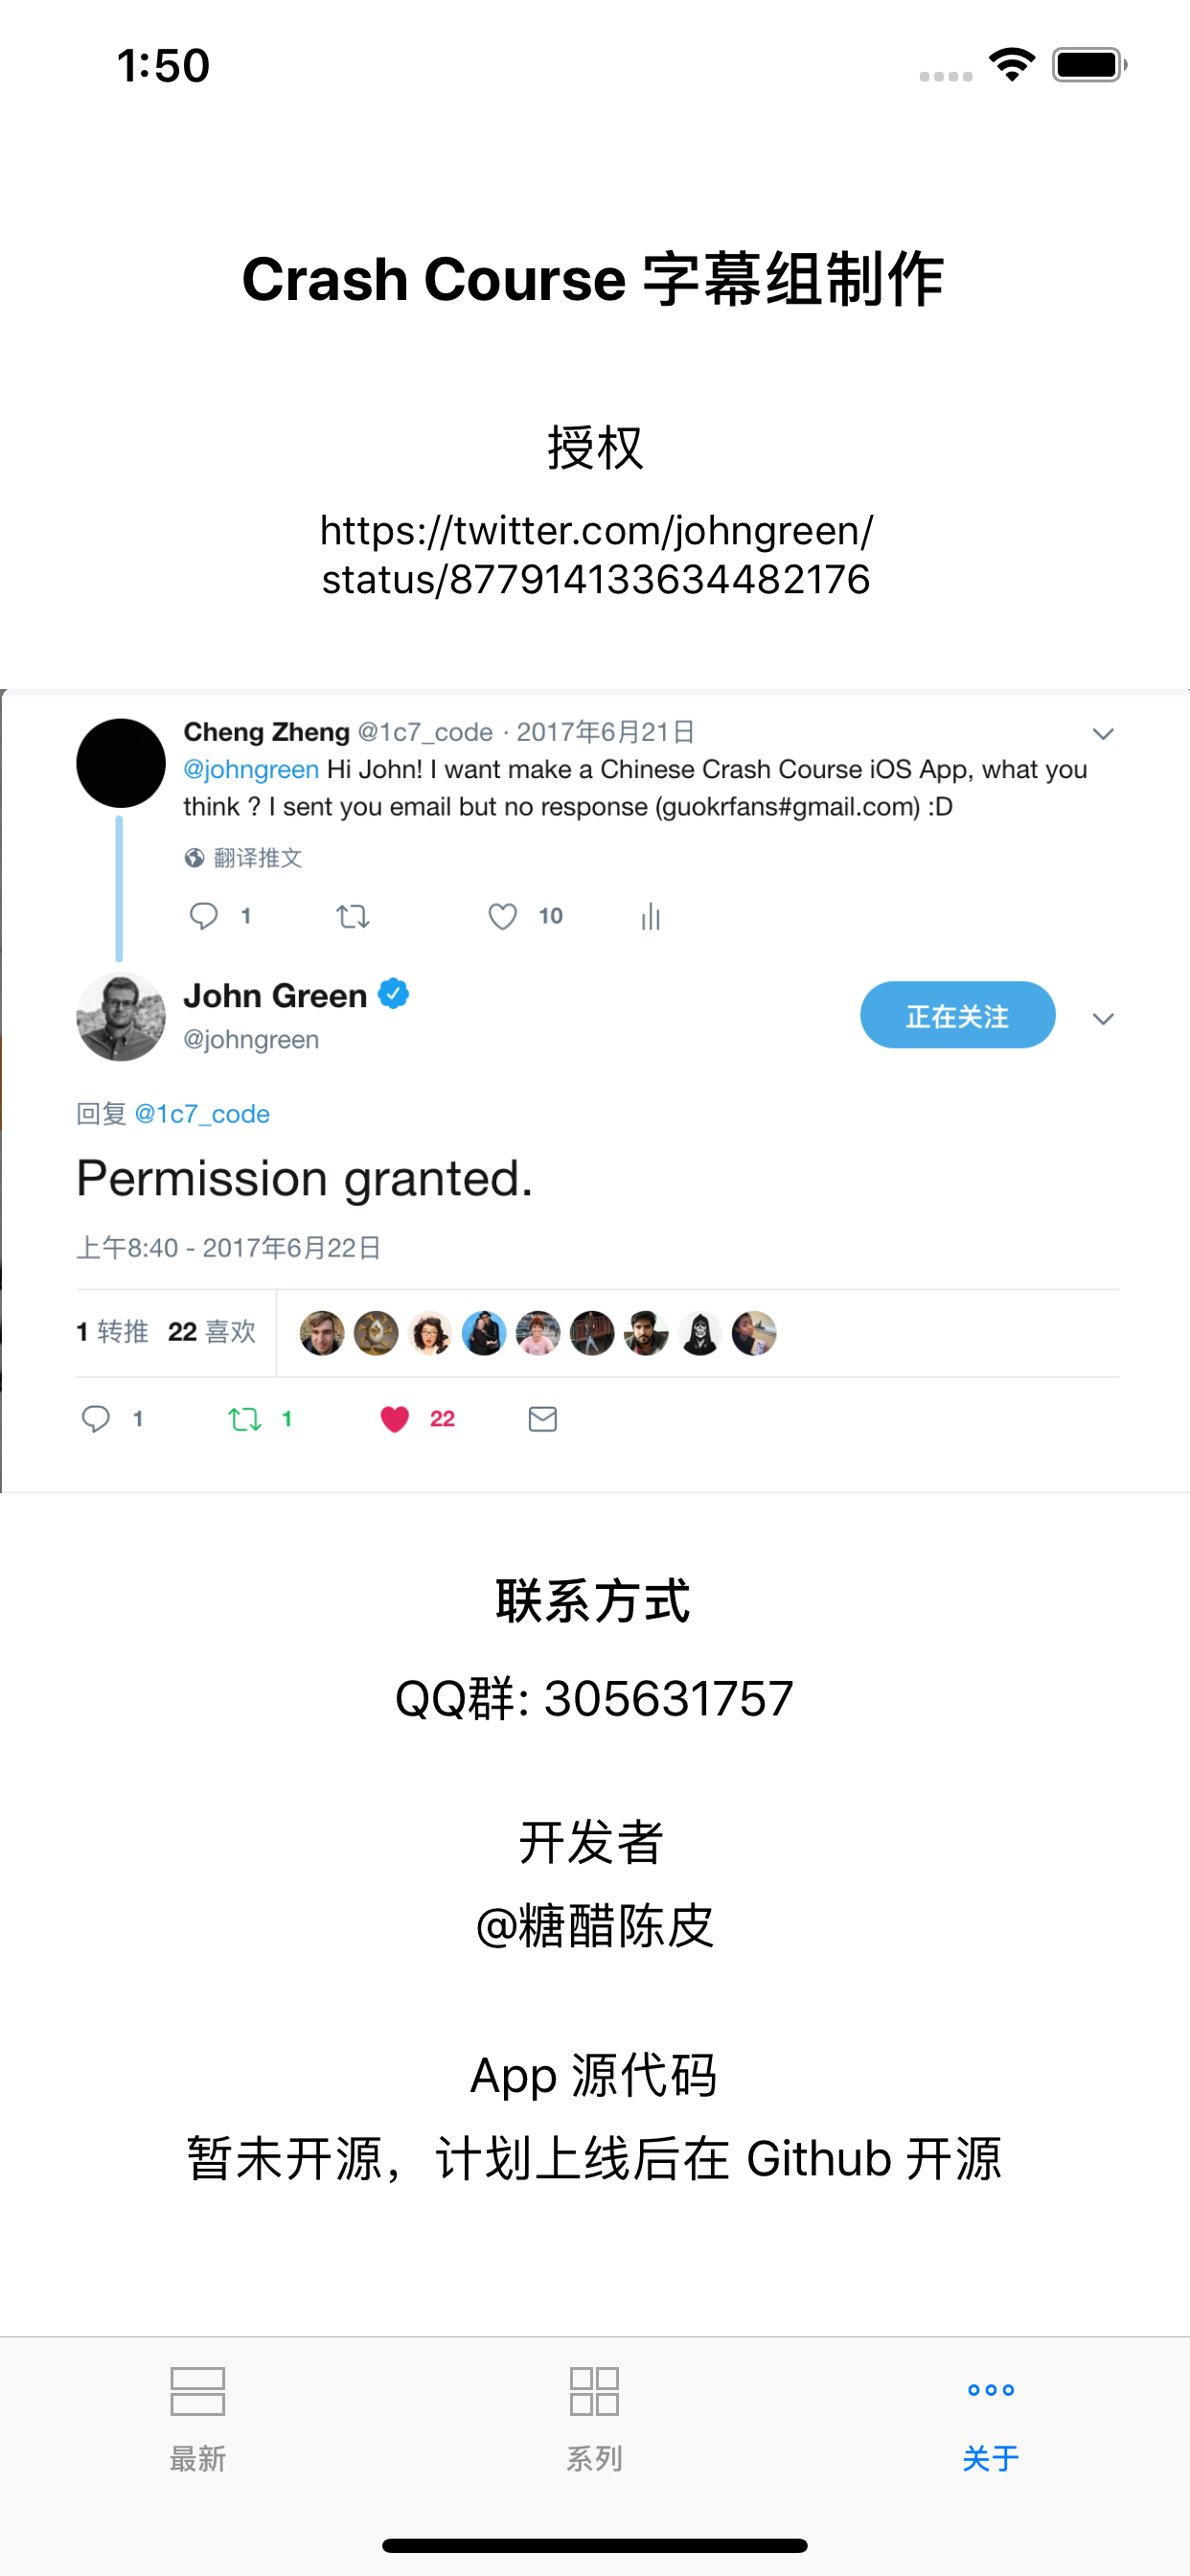 1:50
Crash Course 字幕组制作
授权
https://twitter.com/johngreen/
status/877914133634482176
Cheng Zheng @1c7_code · 2017年6月21日
@johngreen Hi John! I want make a Chinese Crash Course iOS App, what you
think ? I sent you email but no response (guokrfans#gmail.com) :D
翻译推文
1 10
John Green
@johngreen
正在关注
回复 @1c7_code
Permission granted.
上午8:40 - 2017年6月22日
1 转推 22 喜欢
1 1 22
联系方式
QQ群: 305631757
开发者
@糖醋陈皮
App 源代码
暂未开源，计划上线后在 Github 开源
最新 系列 关于